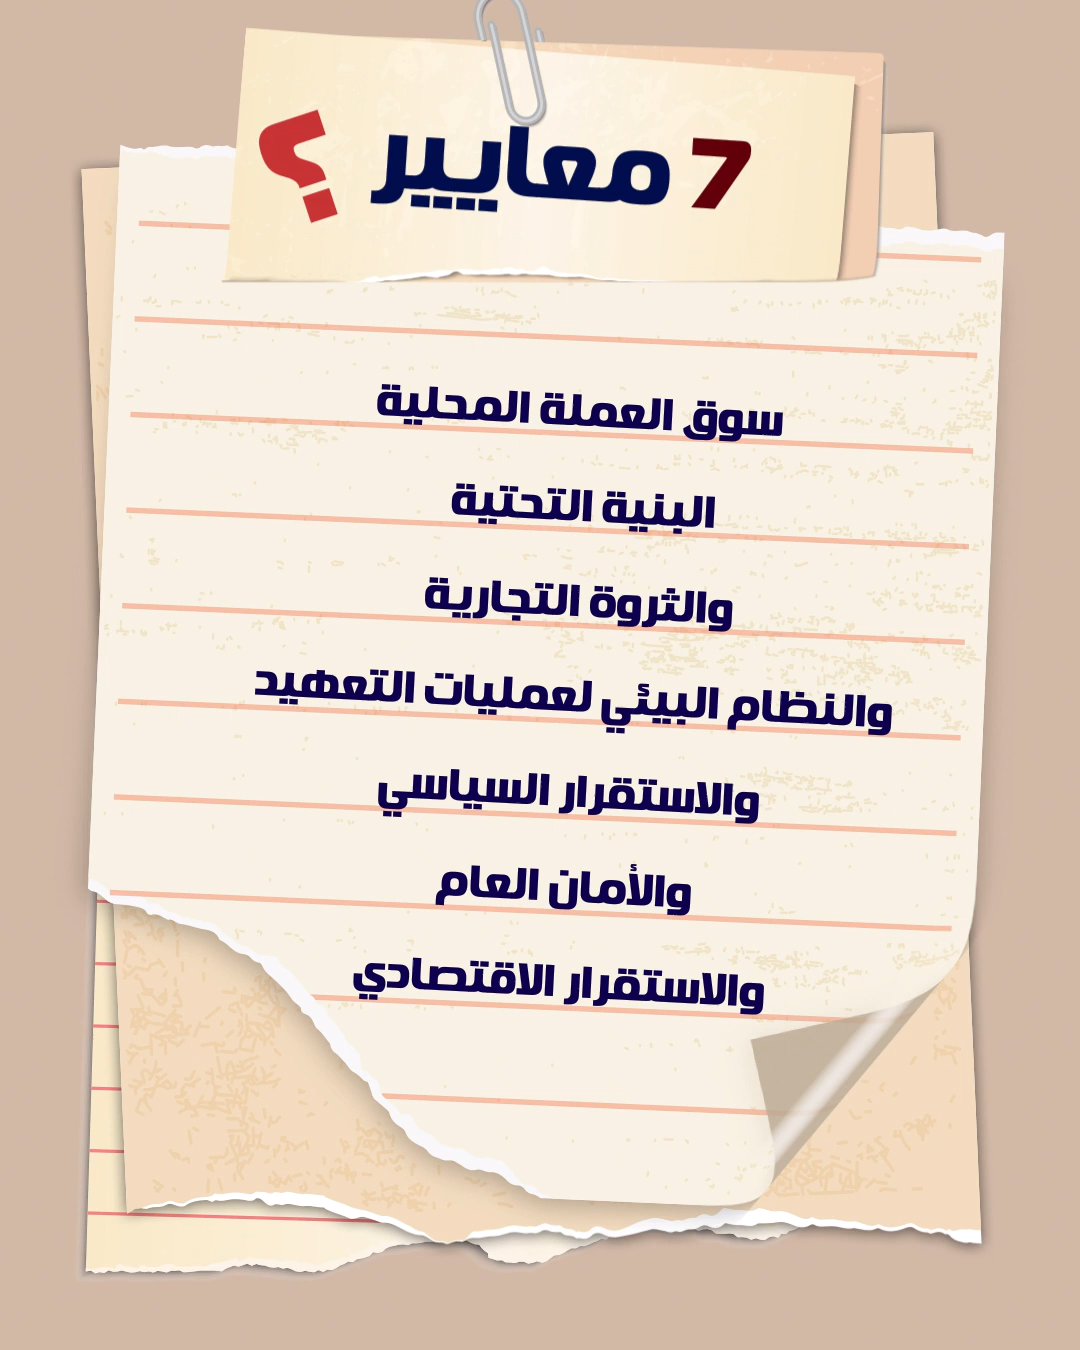 7 معايير ؟
سوق العملة المحلية
البنية التحتية
والثروة التجارية
والنظام البيئي لعمليات التعهيد
والاستقرار السياسي
والأمان العام
والاستقرار الاقتصادي